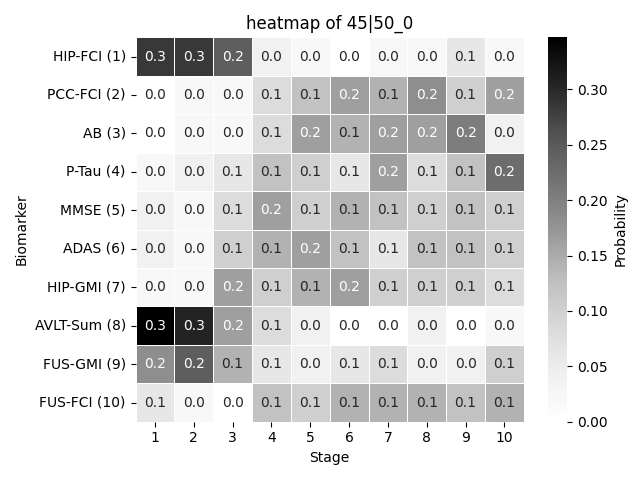 heatmap of 45|50_0
HIP-FCI (1) 0.3 0.3 0.2 0.0 0.0 0.0 0.0 0.0 0.1 0.0
PCC-FCI (2) 0.0 0.0 0.0 0.1 0.1 0.2 0.1 0.2 0.1 0.2
AB (3) 0.0 0.0 0.0 0.1 0.2 0.1 0.2 0.2 0.2 0.0
P-Tau (4) 0.0 0.0 0.1 0.1 0.1 0.1 0.2 0.1 0.1 0.2
MMSE (5) 0.0 0.0 0.1 0.2 0.1 0.1 0.1 0.1 0.1 0.1
ADAS (6) 0.0 0.0 0.1 0.1 0.2 0.1 0.1 0.1 0.1 0.1
HIP-GMI (7) 0.0 0.0 0.2 0.1 0.1 0.2 0.1 0.1 0.1 0.1
AVLT-Sum (8) 0.3 0.3 0.2 0.1 0.0 0.0 0.0 0.0 0.0 0.0
FUS-GMI (9) 0.2 0.2 0.1 0.1 0.0 0.1 0.1 0.0 0.0 0.1
FUS-FCI (10) 0.1 0.0 0.0 0.1 0.1 0.1 0.1 0.1 0.1 0.1
1 2 3 4 5 6 7 8 9 10
Stage
Biomarker
0.30
0.25
0.20
0.15
0.10
0.05
0.00
Probability